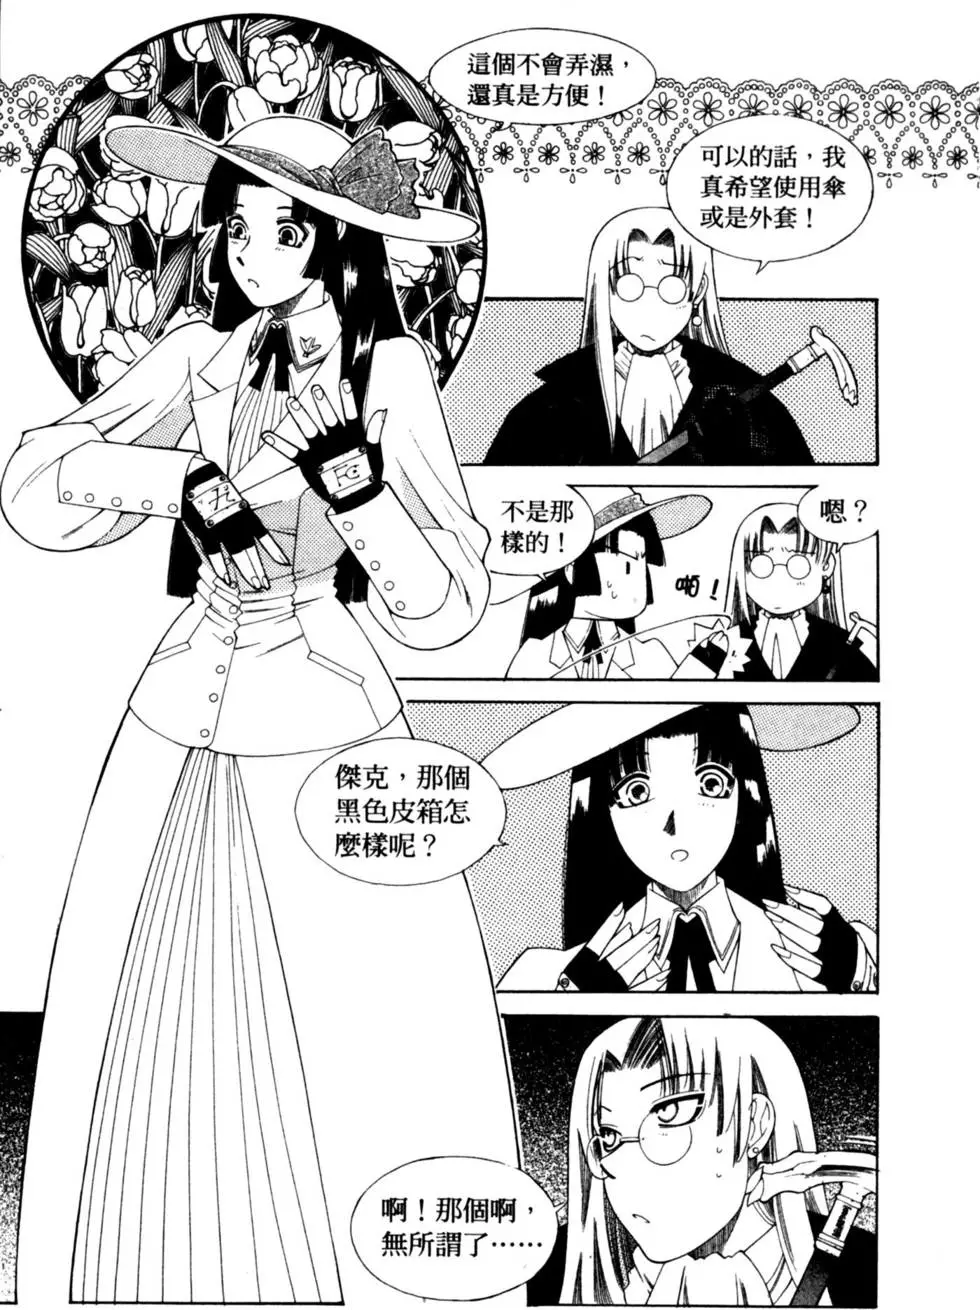 這個不會弄濕，
還真是方便！
可以的話，我
真希望使用傘
或是外套！
不是那
樣的！
嗯？
啪！
傑克，那個
黑色皮箱怎
麼樣呢？
啊！那個啊，
無所謂了……